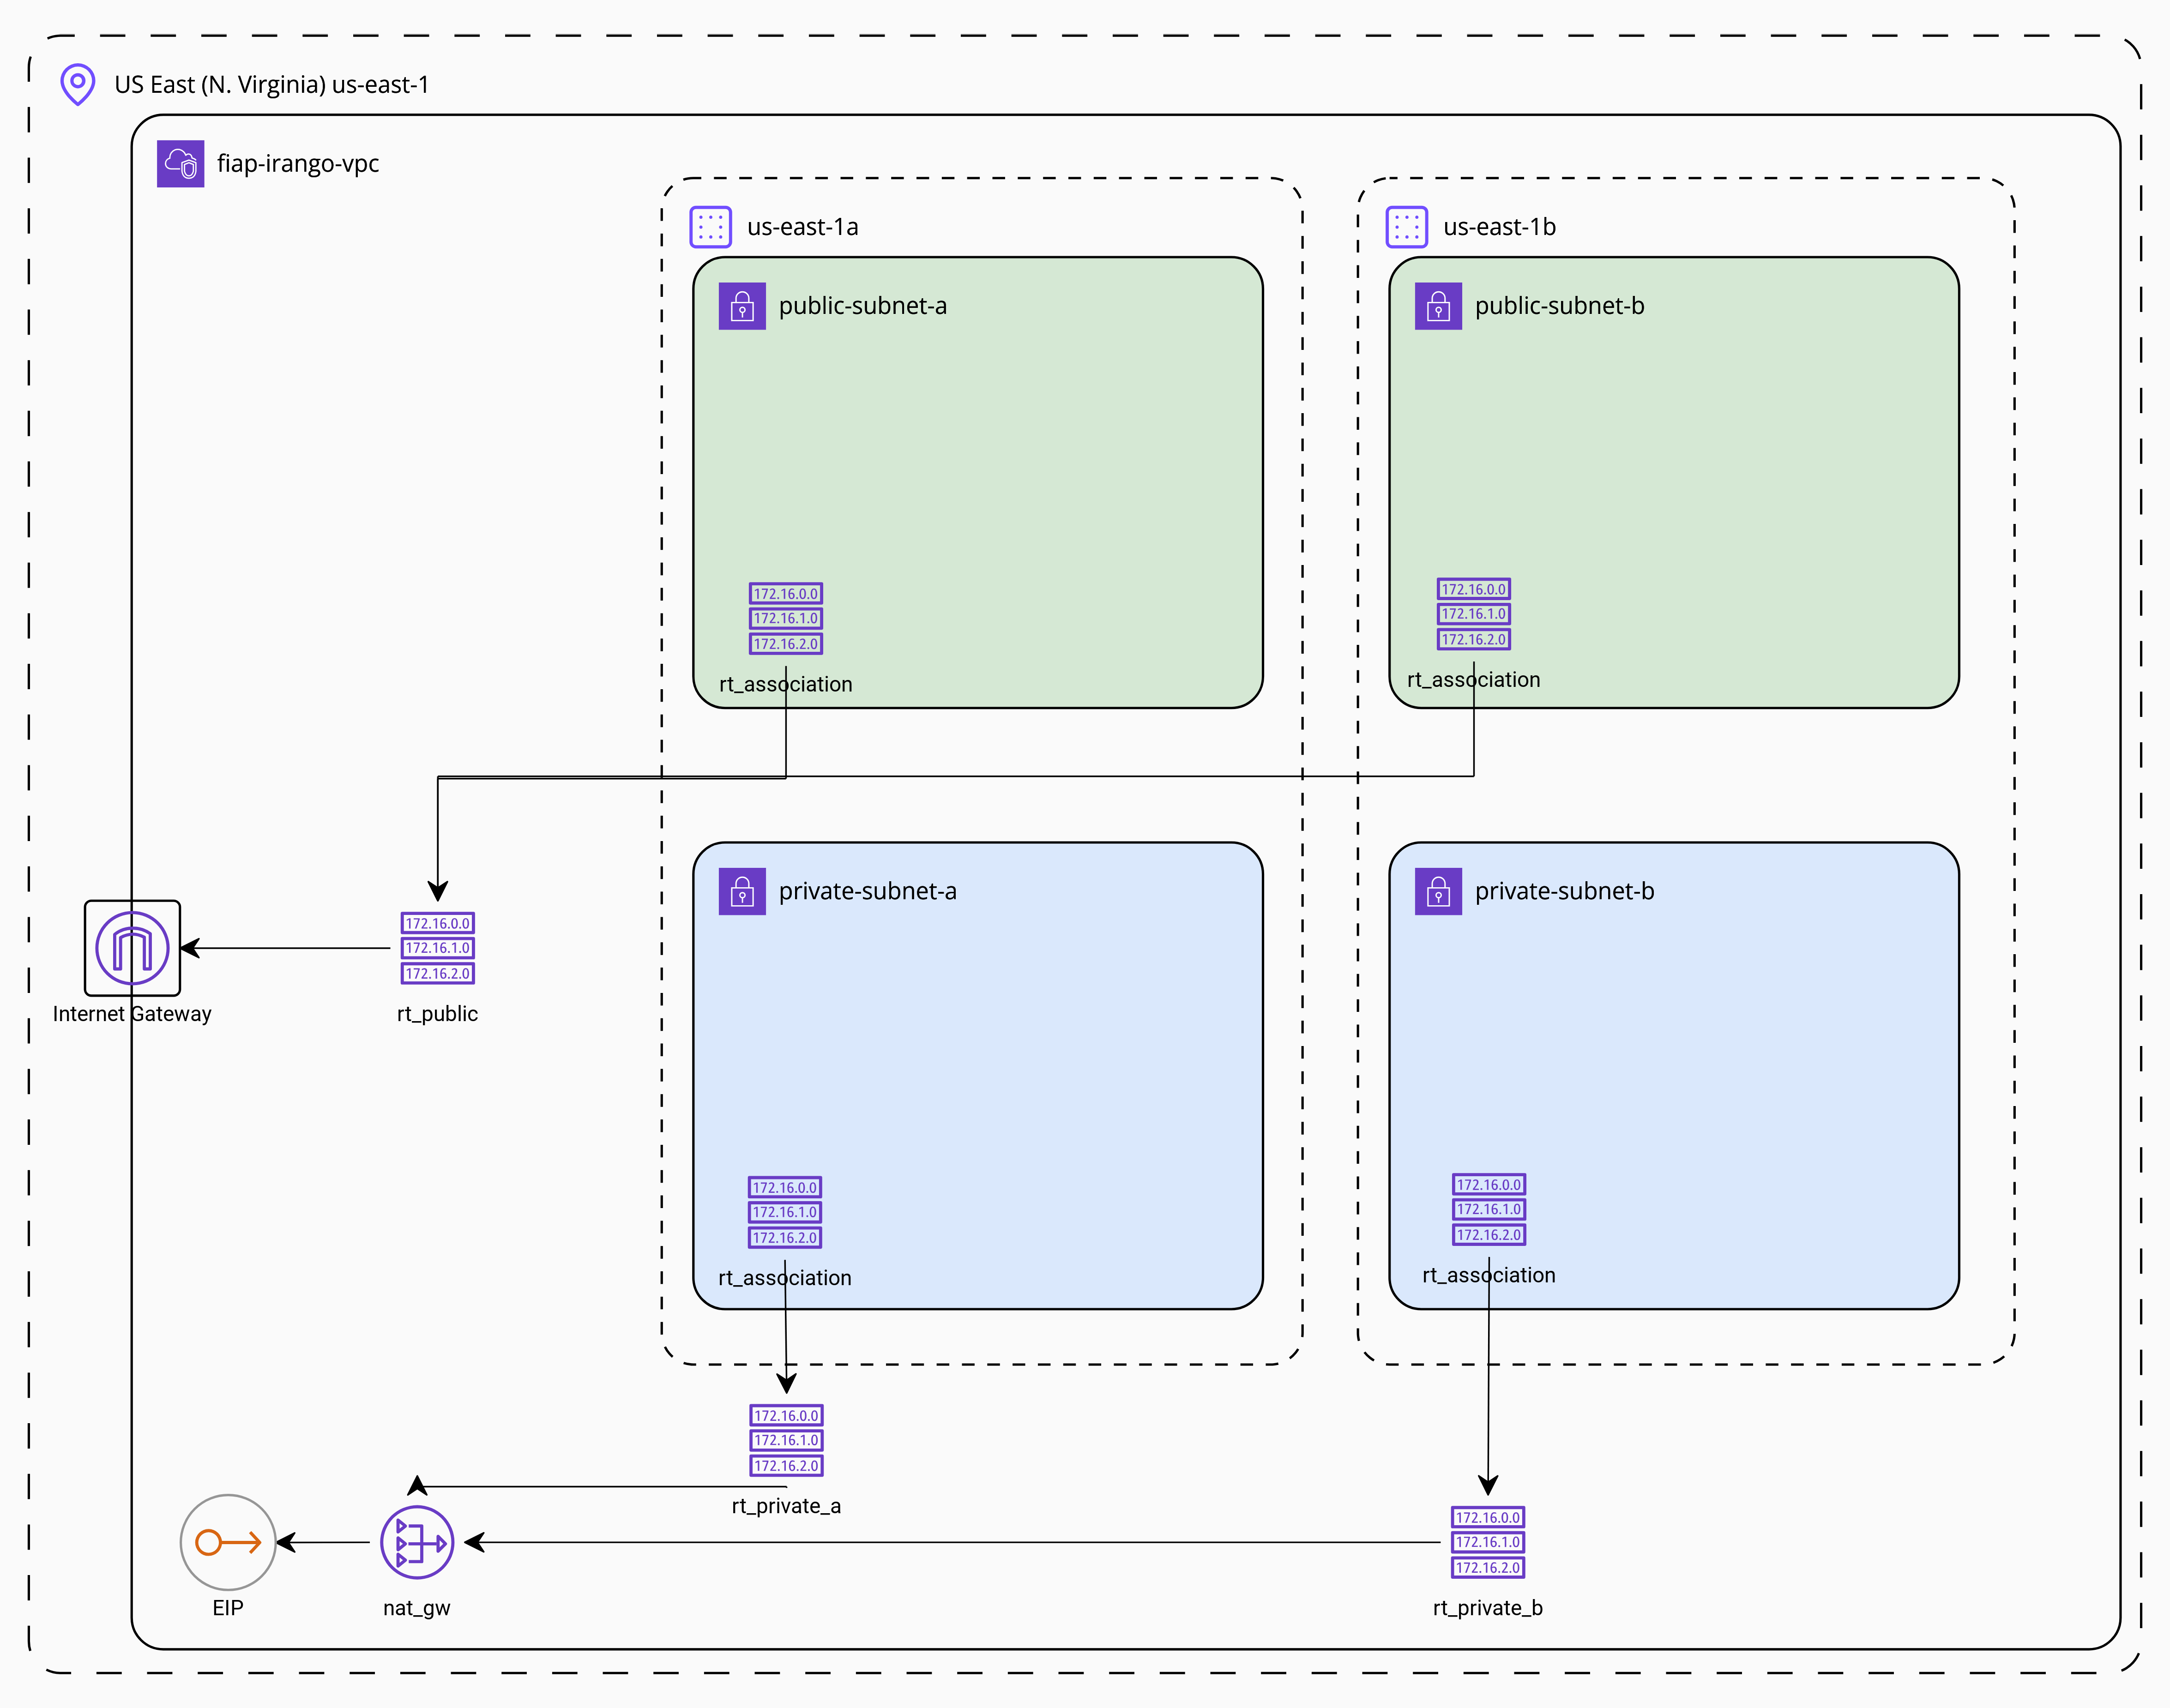 US East (N. Virginia) us-east-1
fiap-irango-vpc
us-east-1a
us-east-1b
public-subnet-a
public-subnet-b
172.16.0.0
172.16.1.0
172.16.2.0
rt_association
172.16.0.0
172.16.1.0
172.16.2.0
rt_association
private-subnet-a
private-subnet-b
172.16.0.0
172.16.1.0
172.16.2.0
Internet Gateway
rt_public
172.16.0.0
172.16.1.0
172.16.2.0
rt_association
172.16.0.0
172.16.1.0
172.16.2.0
rt_association
172.16.0.0
172.16.1.0
172.16.2.0
rt_private_a
172.16.0.0
172.16.1.0
172.16.2.0
EIP
nat_gw
rt_private_b